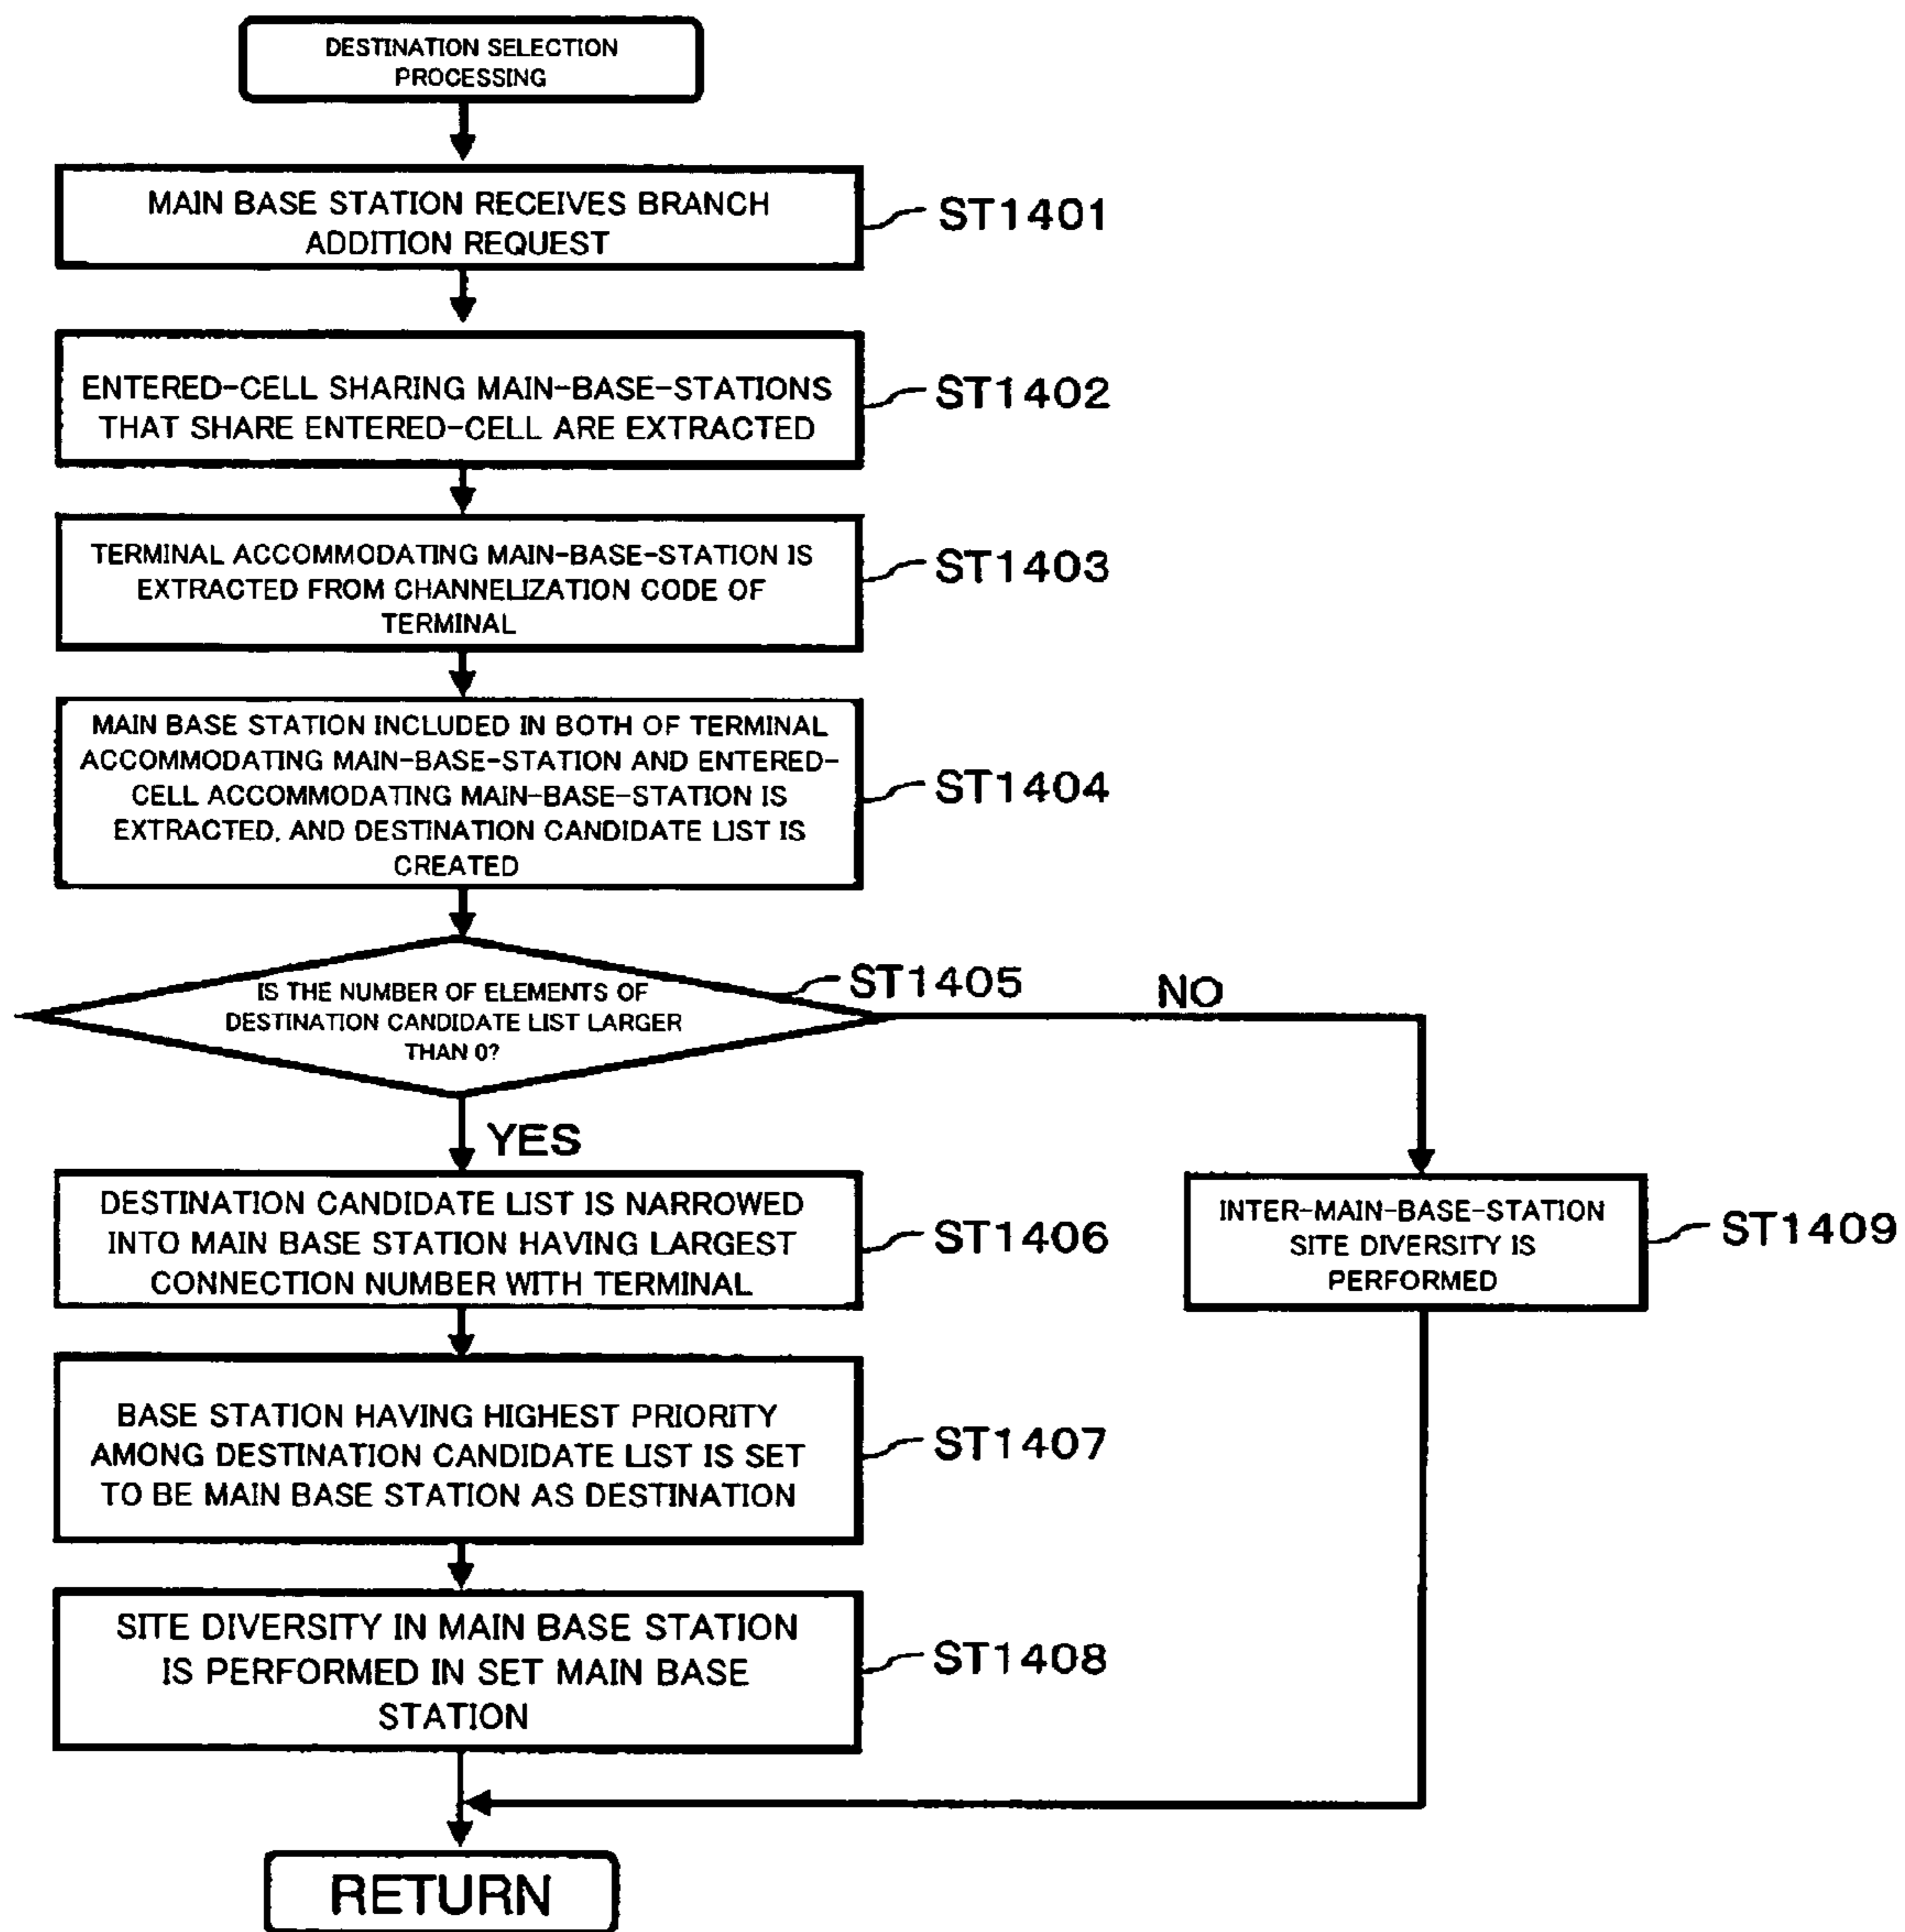 DESTINATION SELECTION
PROCESSING
MAIN BASE STATION RECEIVES BRANCH
ADDITION REQUEST
ST1401
ENTERED-CELL SHARING MAIN-BASE-STATIONS
THAT SHARE ENTERED-CELL ARE EXTRACTED
ST1402
TERMINAL ACCOMMODATING MAIN-BASE-STATION IS
EXTRACTED FROM CHANNELIZATION CODE OF
TERMINAL
ST1403
MAIN BASE STATION INCLUDED IN BOTH OF TERMINAL
ACCOMMODATING MAIN-BASE-STATION AND ENTERED-
CELL ACCOMMODATING MAIN-BASE-STATION IS
EXTRACTED, AND DESTINATION CANDIDATE LIST IS
CREATED
ST1404
IS THE NUMBER OF ELEMENTS OF
DESTINATION CANDIDATE LIST LARGER
THAN 0?
ST1405
NO
YES
DESTINATION CANDIDATE LIST IS NARROWED
INTO MAIN BASE STATION HAVING LARGEST
CONNECTION NUMBER WITH TERMINAL
ST1406
INTER-MAIN-BASE-STATION
SITE DIVERSITY IS
PERFORMED
ST1409
BASE STATION HAVING HIGHEST PRIORITY
AMONG DESTINATION CANDIDATE LIST IS SET
TO BE MAIN BASE STATION AS DESTINATION
ST1407
SITE DIVERSITY IN MAIN BASE STATION
IS PERFORMED IN SET MAIN BASE
STATION
ST1408
RETURN